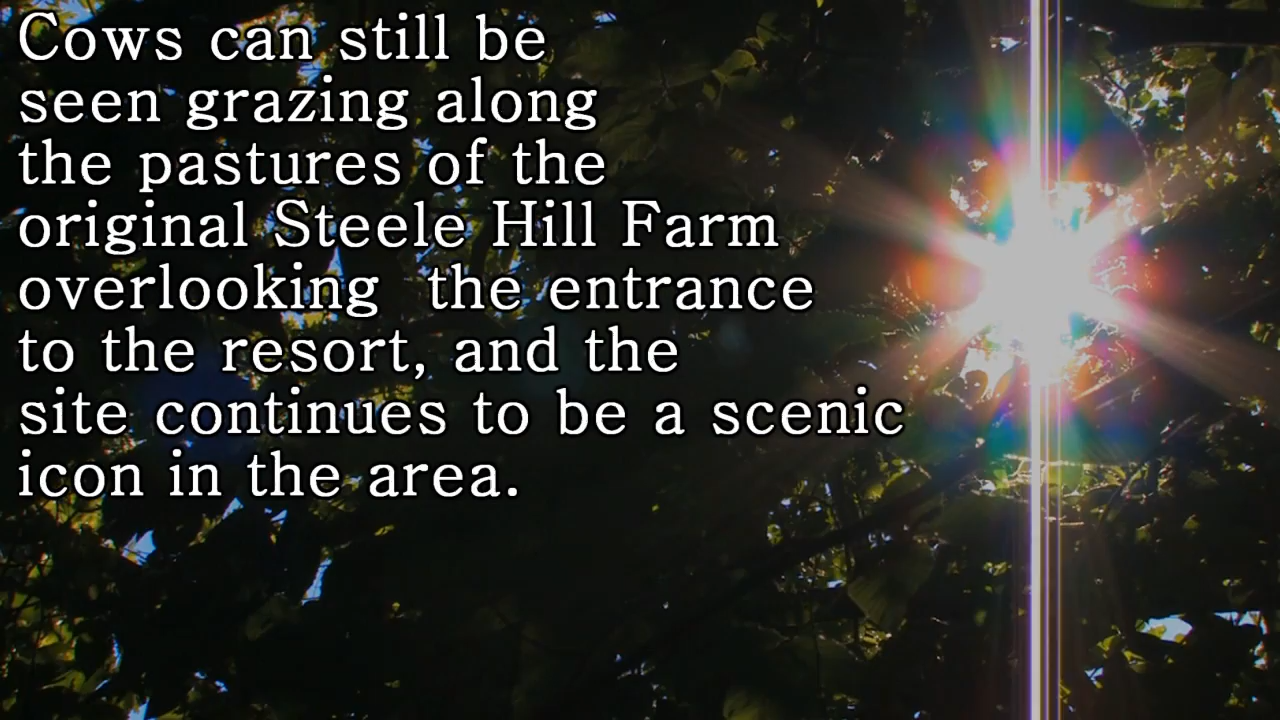 Cows can still be
seen grazing along
the pastures of the
original Steele Hill Farm
overlooking  the entrance
to the resort, and the
site continues to be a scenic
icon in the area.